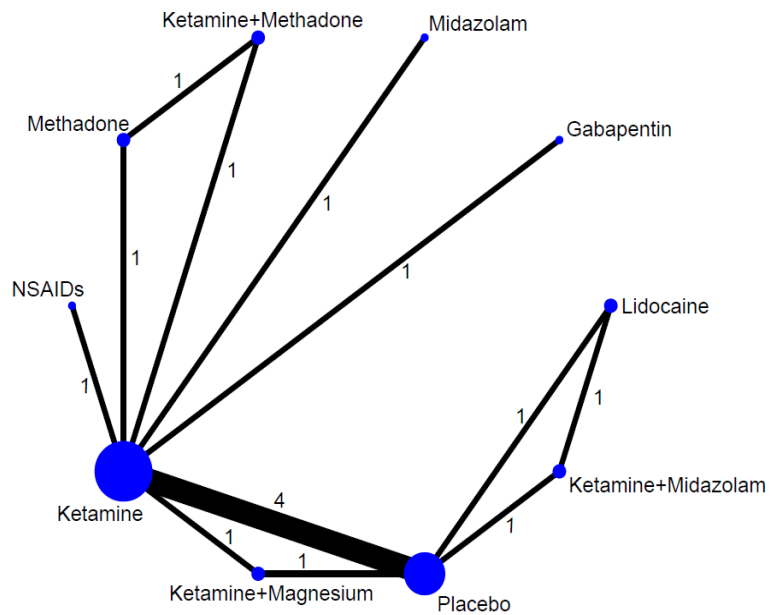 Ketamine+Methadone
Midazolam
1
Methadone
Gabapentin
1
1
1
1
NSAIDs
1
Lidocaine
1
1
1
Ketamine
4
Ketamine+Midazolam
1
1
1
Ketamine+Magnesium
Placebo